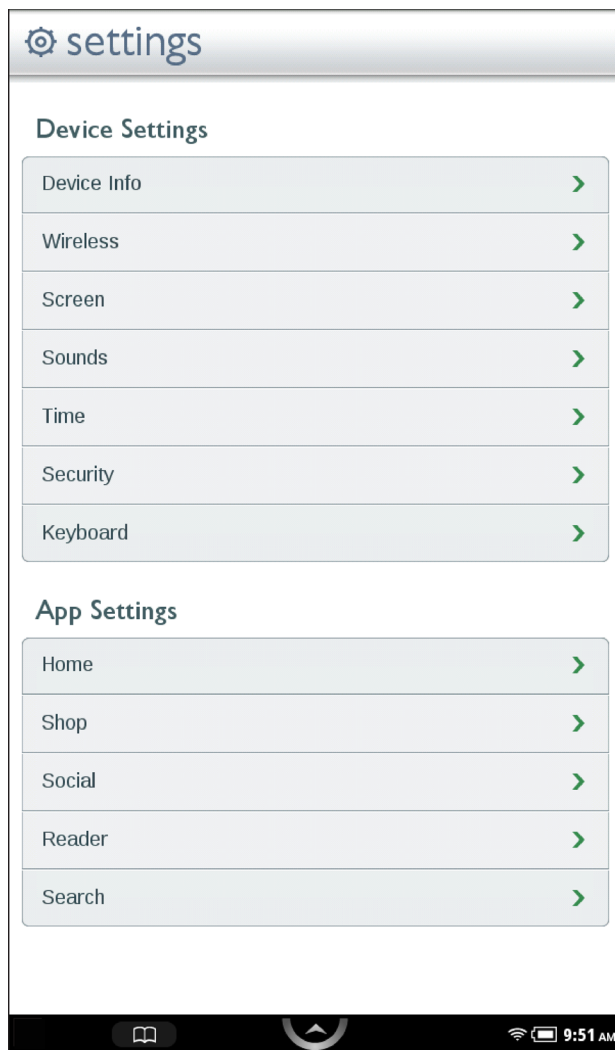 settings
Device Settings
Device Info
Wireless
Screen
Sounds
Time
Security
Keyboard
App Settings
Home
Shop
Social
Reader
Search
9:51 AM